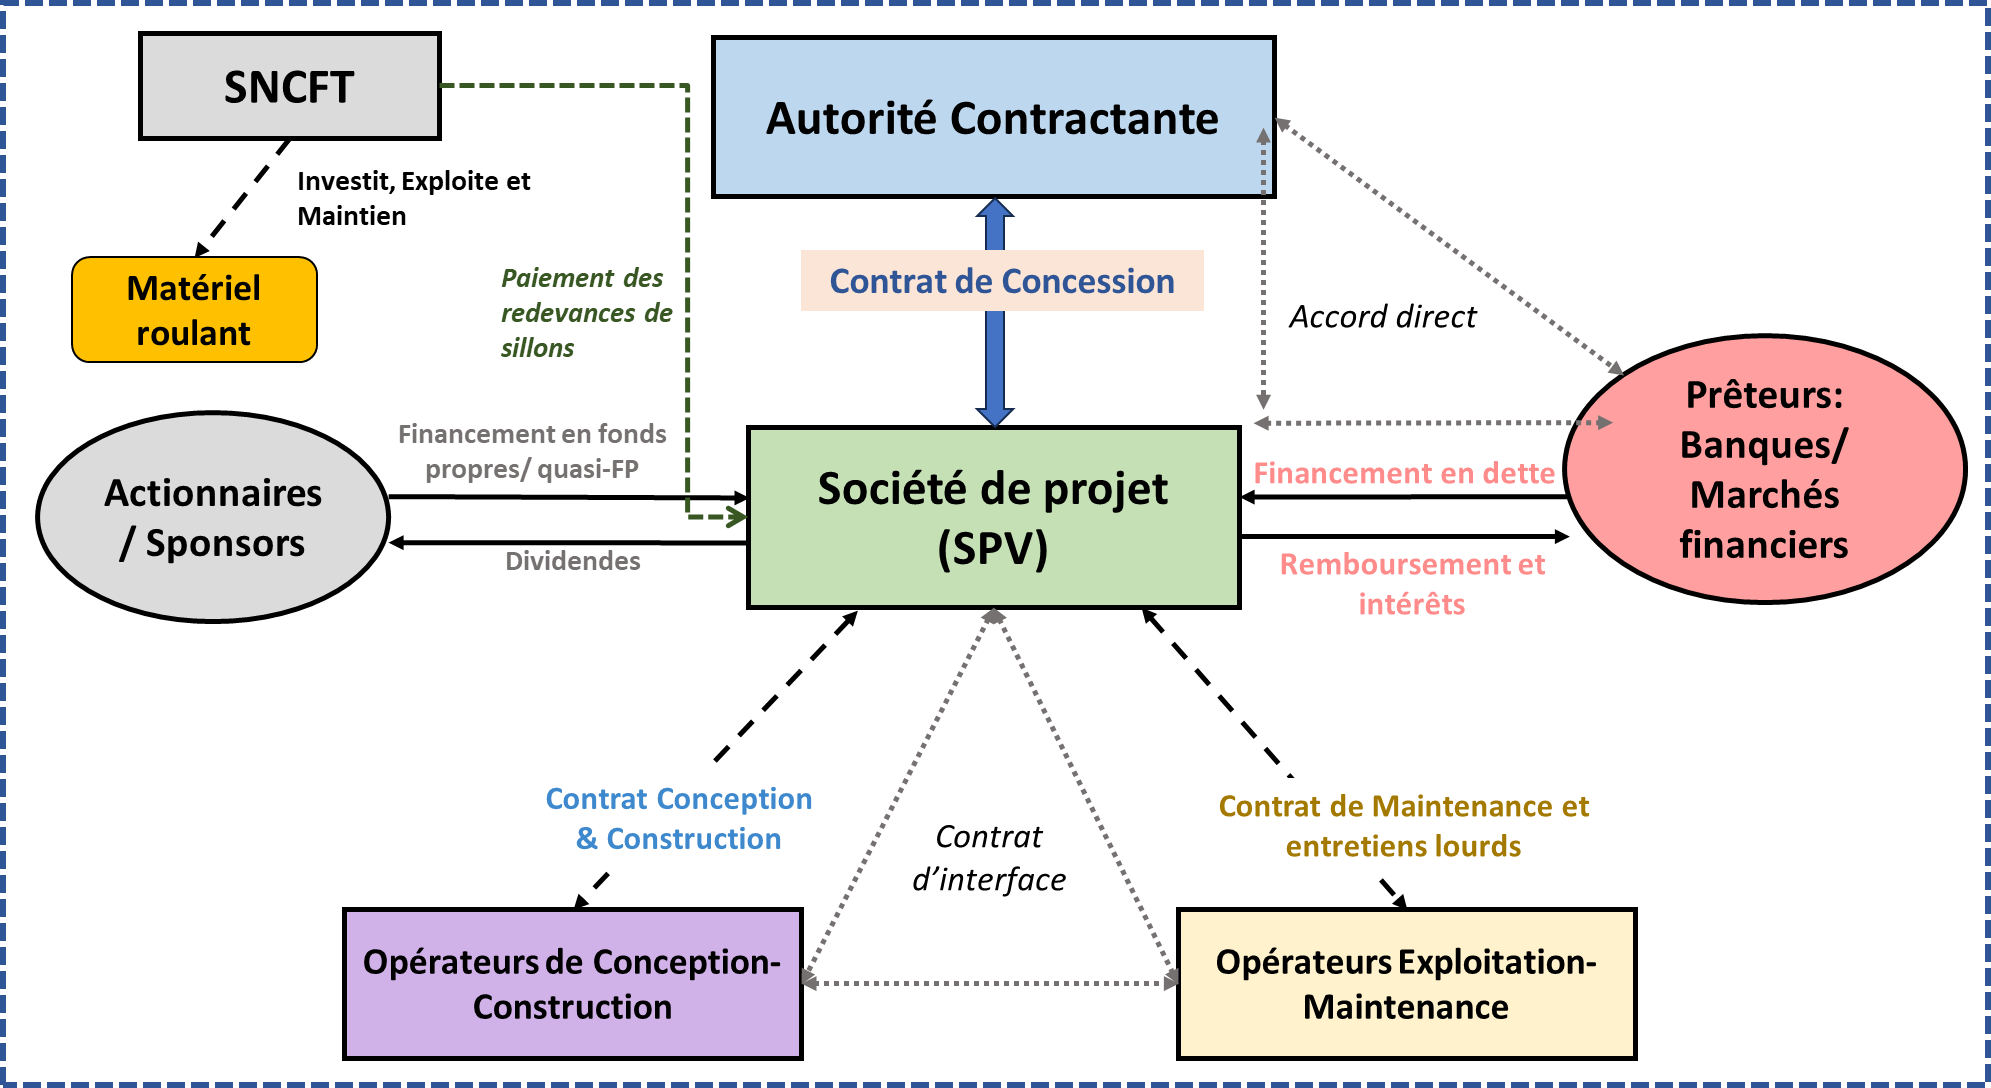 SNCFT
Autorité Contractante
Investit, Exploite et
Maintien
Matériel
roulant
Paiement des
redevances de
sillons
Contrat de Concession
Accord direct
Actionnaires
/ Sponsors
Financement en fonds
propres/ quasi-FP
Dividendes
Société de projet
(SPV)
Financement en dette
Remboursement et
intérêts
Prêteurs:
Banques/
Marchés
financiers
Contrat Conception
& Construction
Contrat
d’interface
Contrat de Maintenance et
entretiens lourds
Opérateurs de Conception-
Construction
Opérateurs Exploitation-
Maintenance